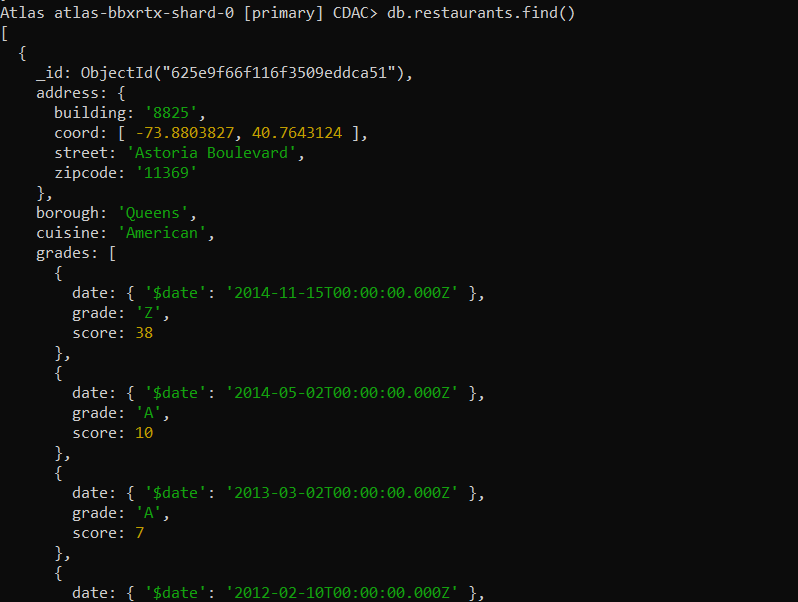 Atlas atlas-bbxrtx-shard-0 [primary] CDAC> db.restaurants.find()
[
  {
    _id: ObjectId("625e9f66f116f3509eddca51"),
    address: {
      building: '8825',
      coord: [ -73.8803827, 40.7643124 ],
      street: 'Astoria Boulevard',
      zipcode: '11369'
    },
    borough: 'Queens',
    cuisine: 'American',
    grades: [
      {
        date: { '$date': '2014-11-15T00:00:00.000Z' },
        grade: 'Z',
        score: 38
      },
      {
        date: { '$date': '2014-05-02T00:00:00.000Z' },
        grade: 'A',
        score: 10
      },
      {
        date: { '$date': '2013-03-02T00:00:00.000Z' },
        grade: 'A',
        score: 7
      },
      {
        date: { '$date': '2012-02-10T00:00:00.000Z' },